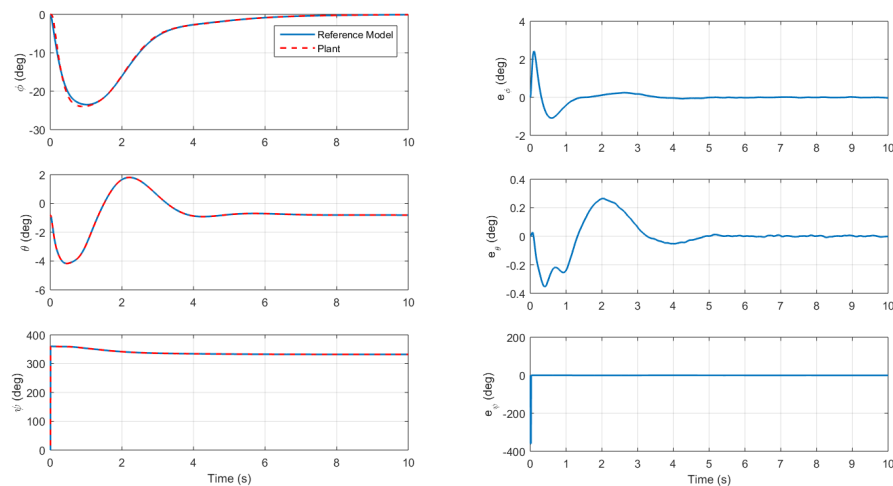 0
-10
-20
-30
ϕ (deg)
Reference Model
Plant
0 2 4 6 8 10
2
0
-2
-4
-6
θ (deg)
0 2 4 6 8 10
400
300
200
100
0
ψ (deg)
0 2 4 6 8 10
Time (s)
4
2
0
-2
e ϕ (deg)
0 1 2 3 4 5 6 7 8 9 10
0.4
0.2
0
-0.2
-0.4
e θ (deg)
0 1 2 3 4 5 6 7 8 9 10
200
0
-200
-400
e ψ (deg)
0 1 2 3 4 5 6 7 8 9 10
Time (s)